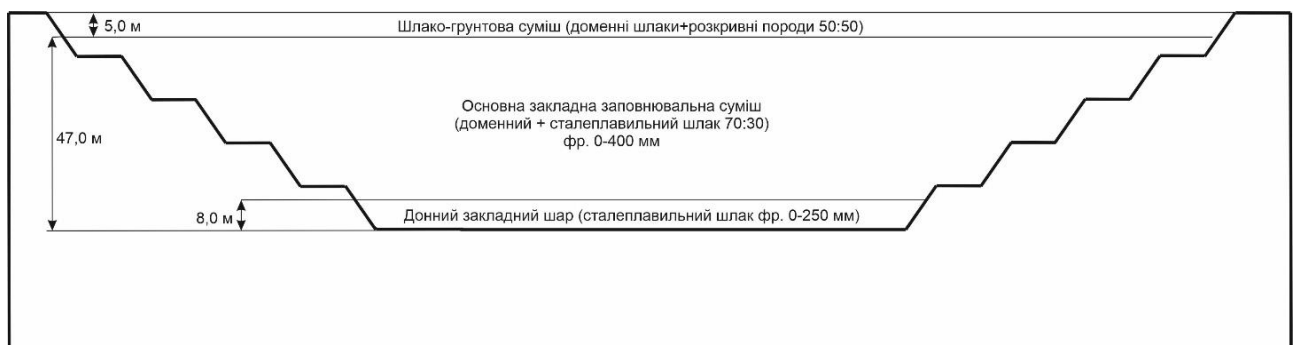 5,0 м
Шлако-грунтова суміш (доменні шлаки+розкривні породи 50:50)
Основна закладна заповнювальна суміш
(доменний + сталеплавильний шлак 70:30)
фр. 0-400 мм
47,0 м
8,0 м
Донний закладний шар (сталеплавильний шлак фр. 0-250 мм)